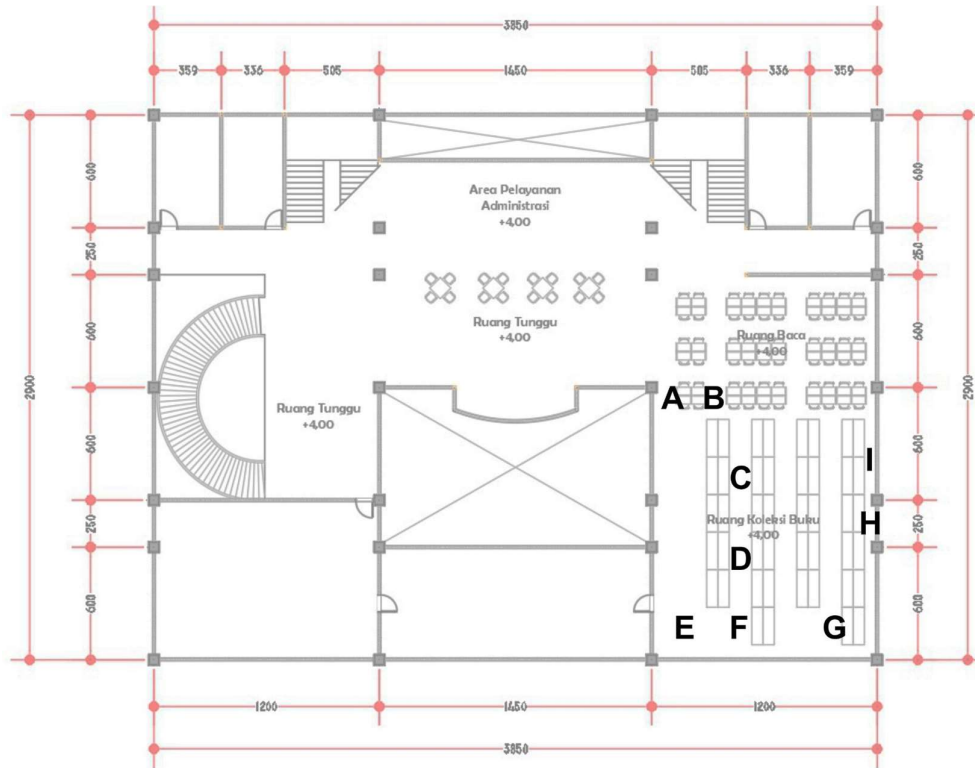 3850
359 336 505 1450 505 336 359
600
250
600
600
250
600
2900
Area Pelayanan
Administrasi
+4,00
Ruang Tunggu
+4,00
Ruang Tunggu
+4,00
Ruang Baca
+4,00
A B
C
I
Ruang Koleksi Buku
+4,00
H
D
E F G
600
250
600
600
250
600
2900
1200 1450 1200
3850